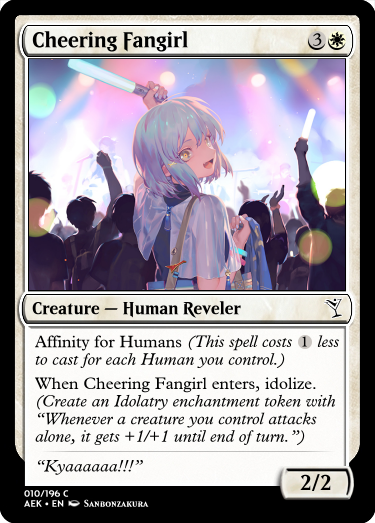 Cheering Fangirl 3
Creature — Human Reveler
Affinity for Humans (This spell costs 1 less
to cast for each Human you control.)
When Cheering Fangirl enters, idolize.
(Create an Idolatry enchantment token with
“Whenever a creature you control attacks
alone, it gets +1/+1 until end of turn.”)
“Kyaaaaaa!!!”
2/2
010/196 C
AEK • EN Sanbonzakura